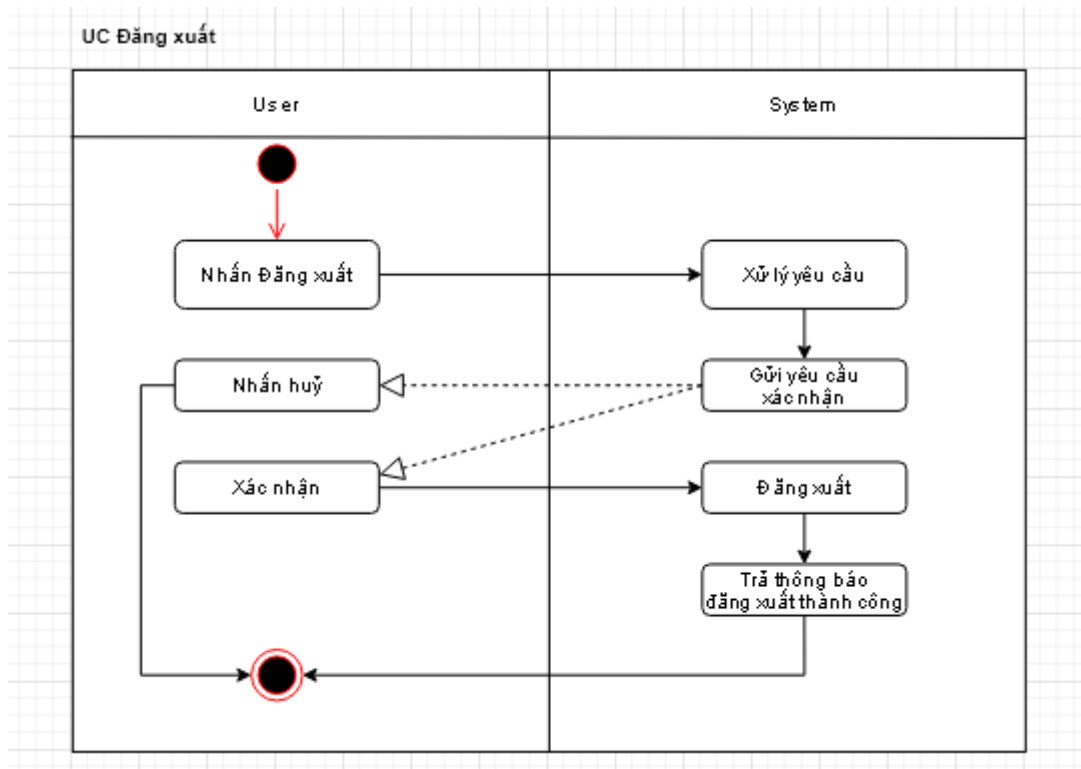 UC Đăng xuất
User
System
Nhấn Đăng xuất
Xử lý yêu cầu
Nhấn huỷ
Gửi yêu cầu
xác nhận
Xác nhận
Đăng xuất
Trả thông báo
đăng xuất thành công